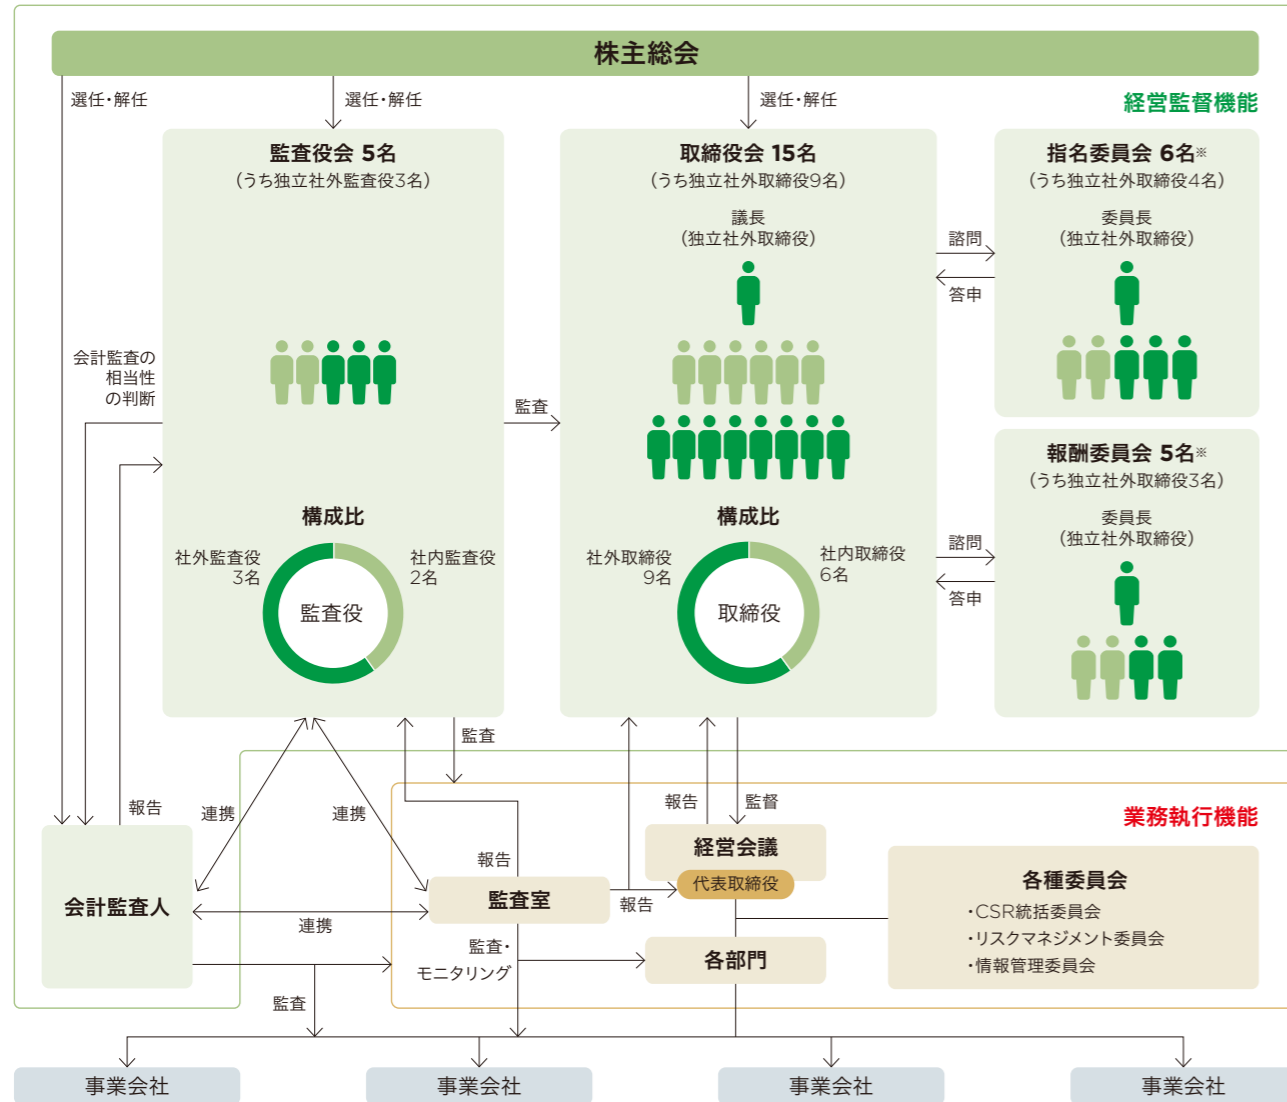 株主総会
選任・解任
選任・解任
選任・解任
経営監督機能
監査役会 5名
（うち独立社外監査役3名）
取締役会 15名
（うち独立社外取締役9名）
議長
（独立社外取締役）
指名委員会 6名※
（うち独立社外取締役4名）
委員長
（独立社外取締役）
諮問
答申
会計監査の
相当性
の判断
監査
報酬委員会 5名※
（うち独立社外取締役3名）
委員長
（独立社外取締役）
諮問
答申
構成比
社外監査役
3名
社内監査役
2名
監査役
構成比
社外取締役
9名
社内取締役
6名
取締役
監査
報告
連携
連携
報告
報告
監督
業務執行機能
経営会議
代表取締役
会計監査人
連携
監査室
報告
監査・
モニタリング
各部門
各種委員会
・CSR統括委員会
・リスクマネジメント委員会
・情報管理委員会
監査
事業会社
事業会社
事業会社
事業会社